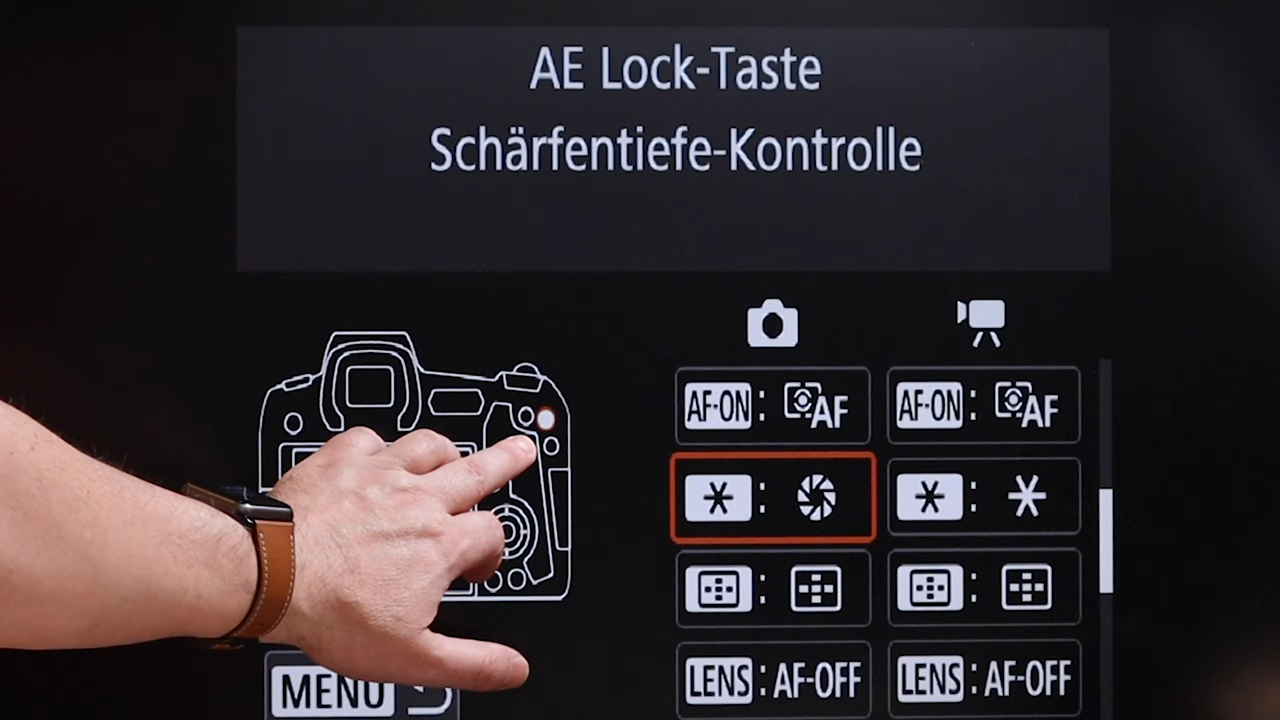 AE Lock-Taste
Schärfentiefe-Kontrolle
AF-ON : AF
AF-ON : AF
* :
* : *
LENS : AF-OFF
LENS : AF-OFF
MENU